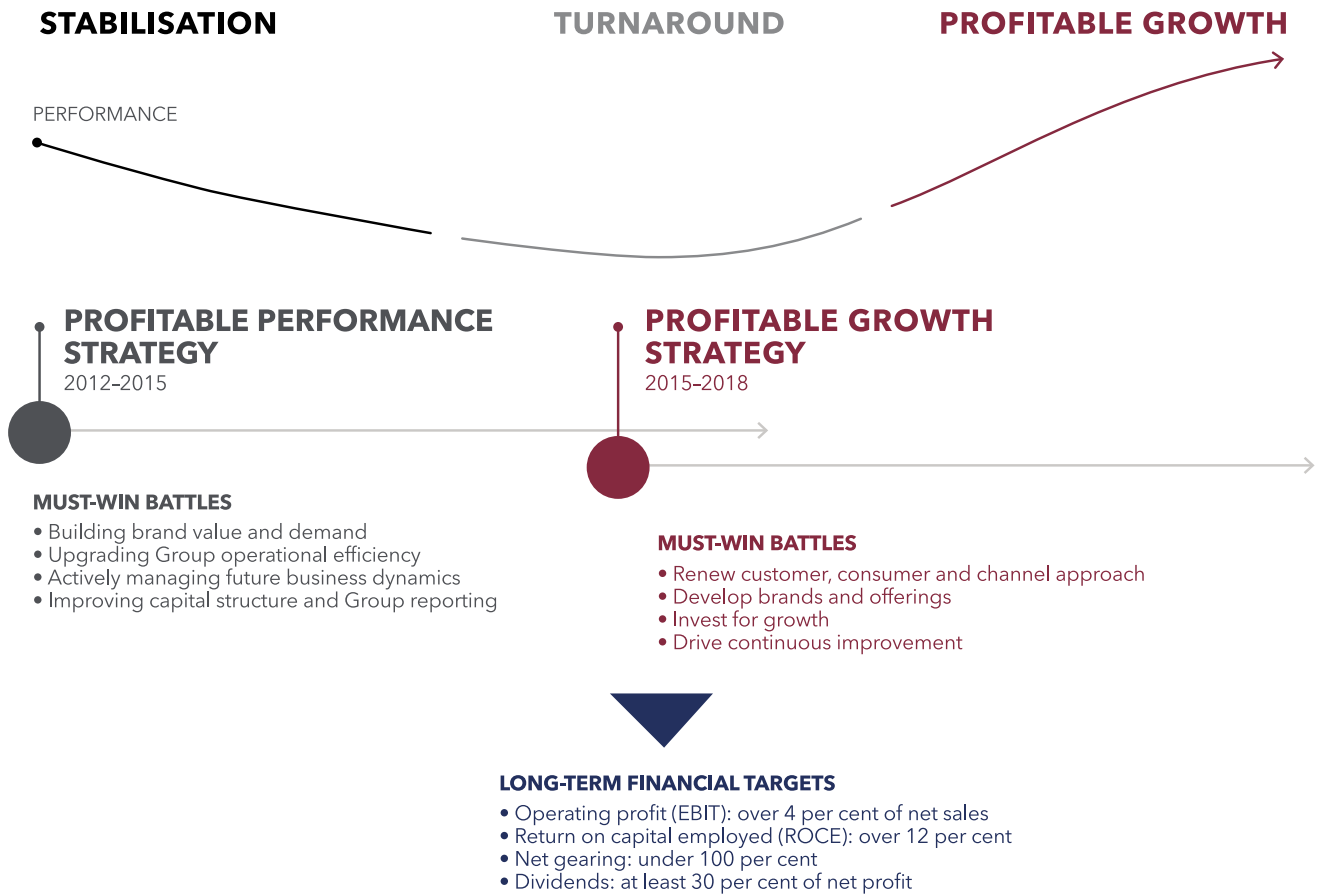 STABILISATION
TURNAROUND
PROFITABLE GROWTH
PERFORMANCE
PROFITABLE PERFORMANCE
STRATEGY
2012–2015
MUST-WIN BATTLES
• Building brand value and demand
• Upgrading Group operational efficiency
• Actively managing future business dynamics
• Improving capital structure and Group reporting
PROFITABLE GROWTH
STRATEGY
2015–2018
MUST-WIN BATTLES
• Renew customer, consumer and channel approach
• Develop brands and offerings
• Invest for growth
• Drive continuous improvement
LONG-TERM FINANCIAL TARGETS
• Operating profit (EBIT): over 4 per cent of net sales
• Return on capital employed (ROCE): over 12 per cent
• Net gearing: under 100 per cent
• Dividends: at least 30 per cent of net profit